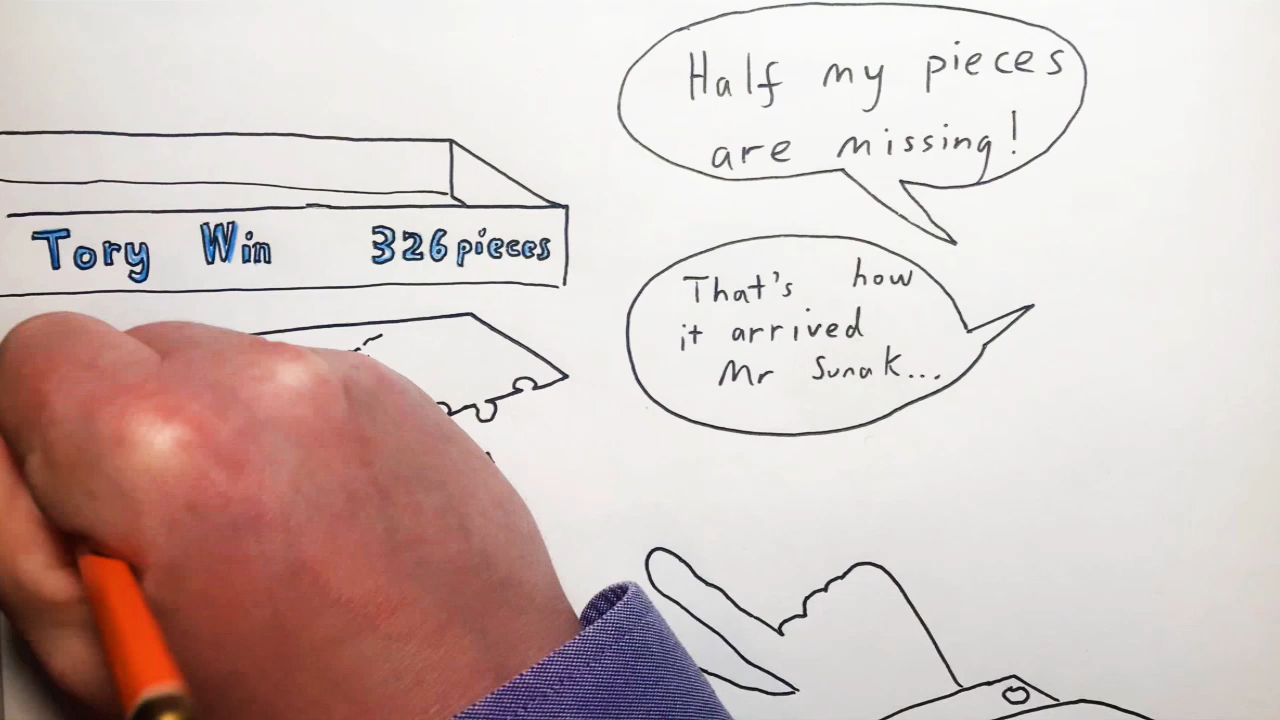 Tory Win 326 pieces
Half my pieces
are missing!
That's how
it arrived
Mr Sunak...